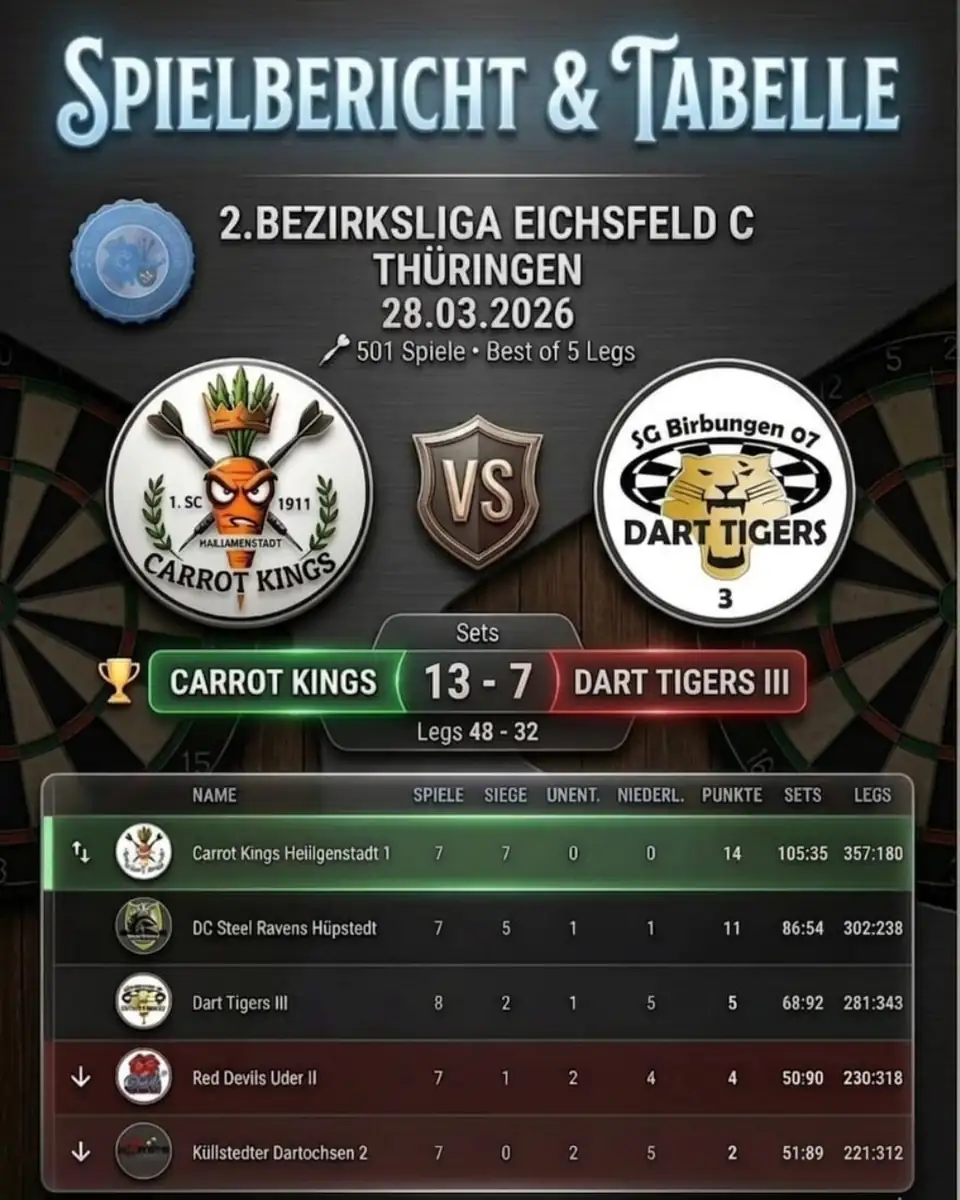 SPIELBERICHT & TABELLE
2.BEZIRKSLIGA EICHSFELD C
THÜRINGEN
28.03.2026
501 Spiele • Best of 5 Legs
1. SC 1911
HAILIAMENSTADT
CARROT KINGS
VS
SG Birbungen 07
DART TIGERS
3
Sets
CARROT KINGS 13 - 7 DART TIGERS III
Legs 48 - 32
NAME SPIELE SIEGE UNENT. NIEDERL. PUNKTE SETS LEGS
Carrot Kings Heiilgenstadt 1 7 7 0 0 14 105:35 357:180
DC Steel Ravens Hüpstedt 7 5 1 1 11 86:54 302:238
Dart Tigers III 8 2 1 5 5 68:92 281:343
Red Devils Uder II 7 1 2 4 4 50:90 230:318
Küllstedter Dartochsen 2 7 0 2 5 2 51:89 221:312